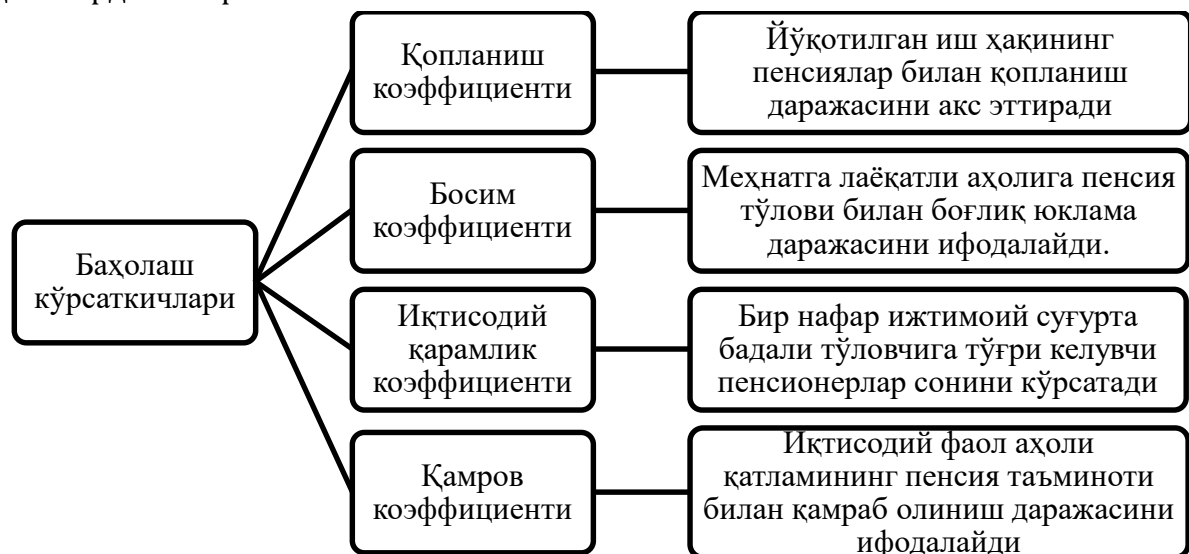 Баҳолаш
кўрсаткичлари
Қопланиш
коэффициенти
Йўқотилган иш ҳақининг
пенсиялар билан қопланиш
даражасини акс эттиради
Босим
коэффициенти
Меҳнатга лаёқатли аҳолига пенсия
тўлови билан боғлиқ юклама
даражасини ифодалайди.
Иқтисодий
қарамлик
коэффициенти
Бир нафар ижтимоий суғурта
бадали тўловчига тўғри келувчи
пенсионерлар сонини кўрсатади
Қамров
коэффициенти
Иқтисодий фаол аҳоли
қатламининг пенсия таъминоти
билан қамраб олиниш даражасини
ифодалайди